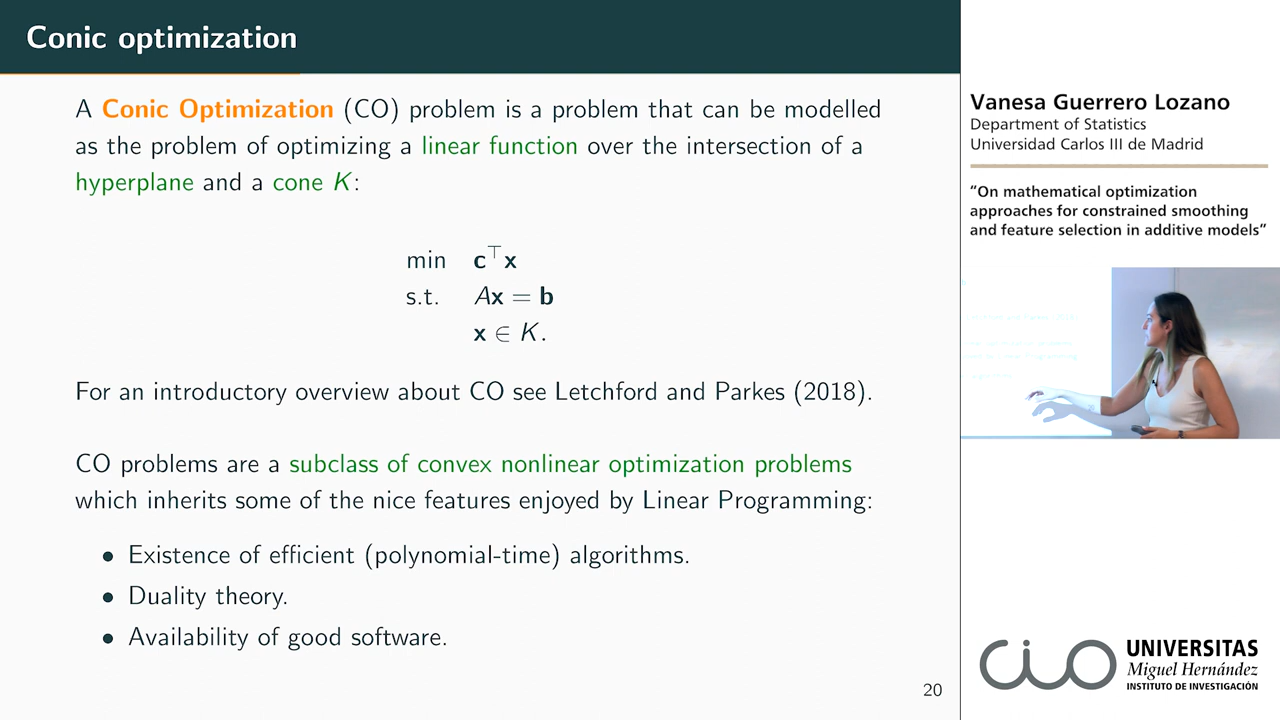 Conic optimization
A Conic Optimization (CO) problem is a problem that can be modelled
as the problem of optimizing a linear function over the intersection of a
hyperplane and a cone K:
min c⊤x
s.t. Ax = b
x ∈ K.
For an introductory overview about CO see Letchford and Parkes (2018).
CO problems are a subclass of convex nonlinear optimization problems
which inherits some of the nice features enjoyed by Linear Programming:
• Existence of efficient (polynomial-time) algorithms.
• Duality theory.
• Availability of good software.
20
Vanesa Guerrero Lozano
Department of Statistics
Universidad Carlos III de Madrid
“On mathematical optimization
approaches for constrained smoothing
and feature selection in additive models”
CIO
UNIVERSITAS
Miguel Hernández
INSTITUTO DE INVESTIGACIÓN